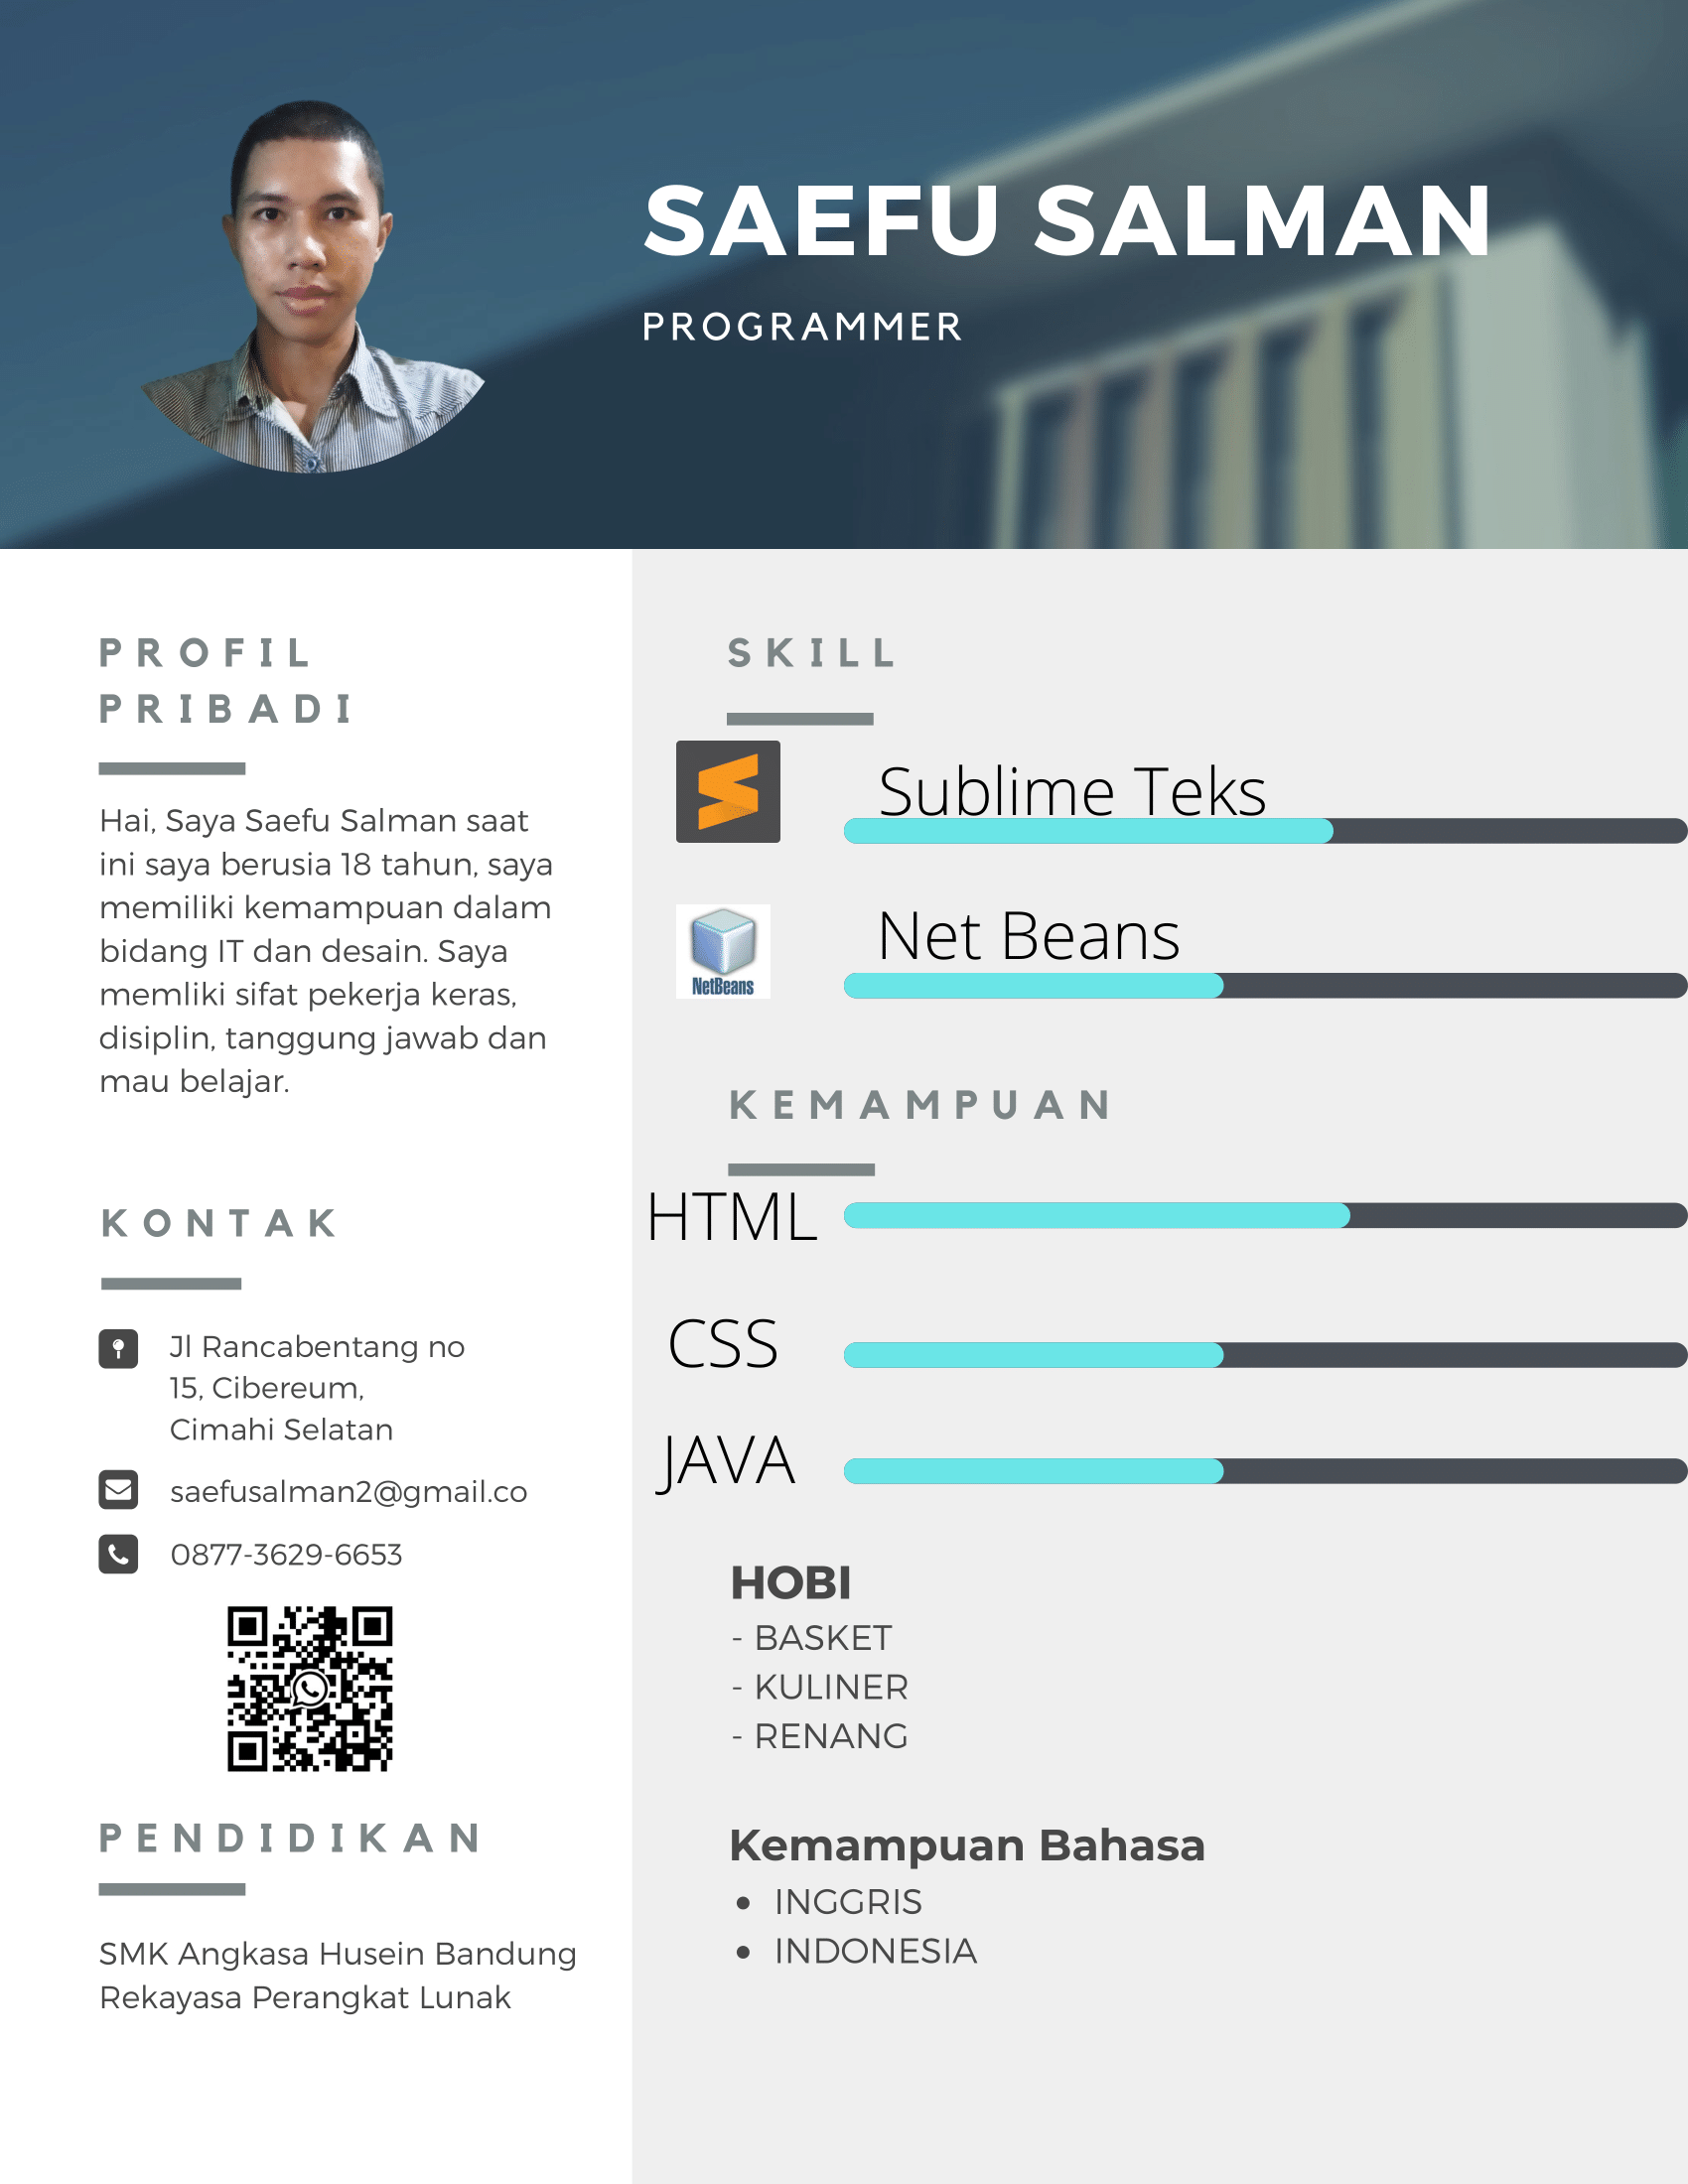 SAEFU SALMAN
PROGRAMMER
PROFIL
PRIBADI
Hai, Saya Saefu Salman saat
ini saya berusia 18 tahun, saya
memiliki kemampuan dalam
bidang IT dan desain. Saya
memliki sifat pekerja keras,
disiplin, tanggung jawab dan
mau belajar.
KONTAK
Jl Rancabentang no
15, Cibereum,
Cimahi Selatan
saefusalman2@gmail.co
0877-3629-6653
PENDIDIKAN
SMK Angkasa Husein Bandung
Rekayasa Perangkat Lunak
SKILL
Sublime Teks
Net Beans
NetBeans
KEMAMPUAN
HTML
CSS
JAVA
HOBI
- BASKET
- KULINER
- RENANG
Kemampuan Bahasa
• INGGRIS
• INDONESIA